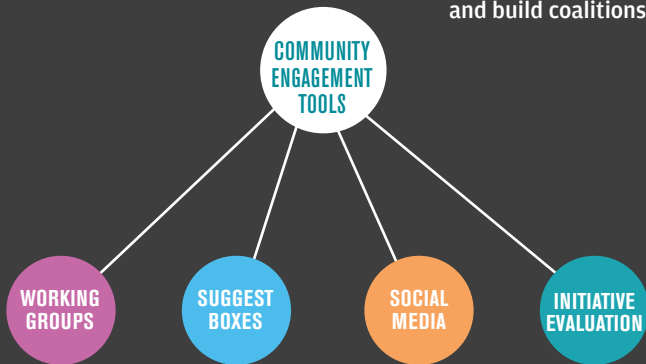 and build coalitions
COMMUNITY
ENGAGEMENT
TOOLS
WORKING
GROUPS
SUGGEST
BOXES
SOCIAL
MEDIA
INITIATIVE
EVALUATION